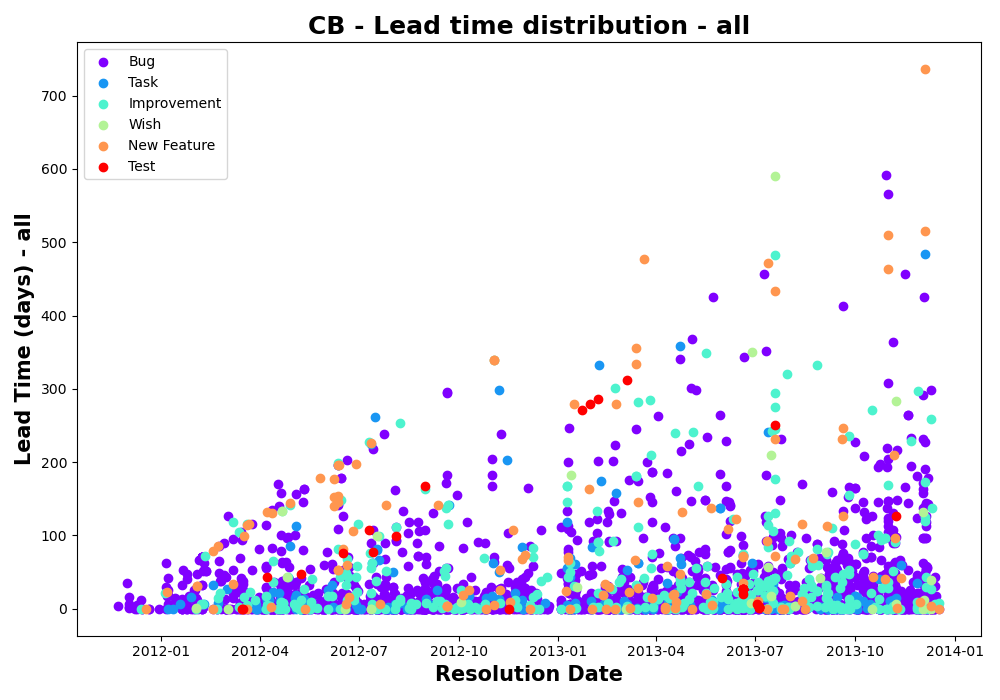 CB - Lead time distribution - all
Bug
Task
Improvement
Wish
New Feature
Test
Lead Time (days) - all
700
600
500
400
300
200
100
0
2012-01 2012-04 2012-07 2012-10 2013-01 2013-04 2013-07 2013-10 2014-01
Resolution Date